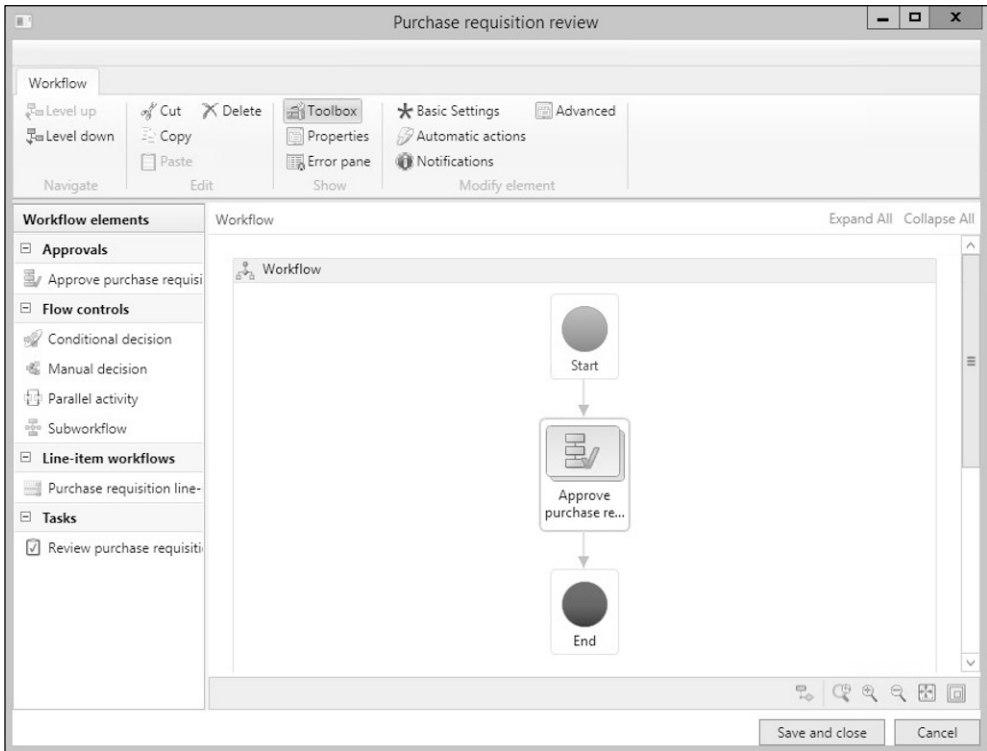 Purchase requisition review
Workflow
Level up
Cut
Delete
Toolbox
Basic Settings
Advanced
Level down
Copy
Properties
Automatic actions
Paste
Error pane
Notifications
Navigate
Edit
Show
Modify element
Workflow elements
Workflow
Expand All
Collapse All
Approvals
Approve purchase requisi
Flow controls
Conditional decision
Manual decision
Parallel activity
Subworkflow
Line-item workflows
Purchase requisition line-
Tasks
Review purchase requisiti
Workflow
Start
Approve
purchase re...
End
Save and close
Cancel